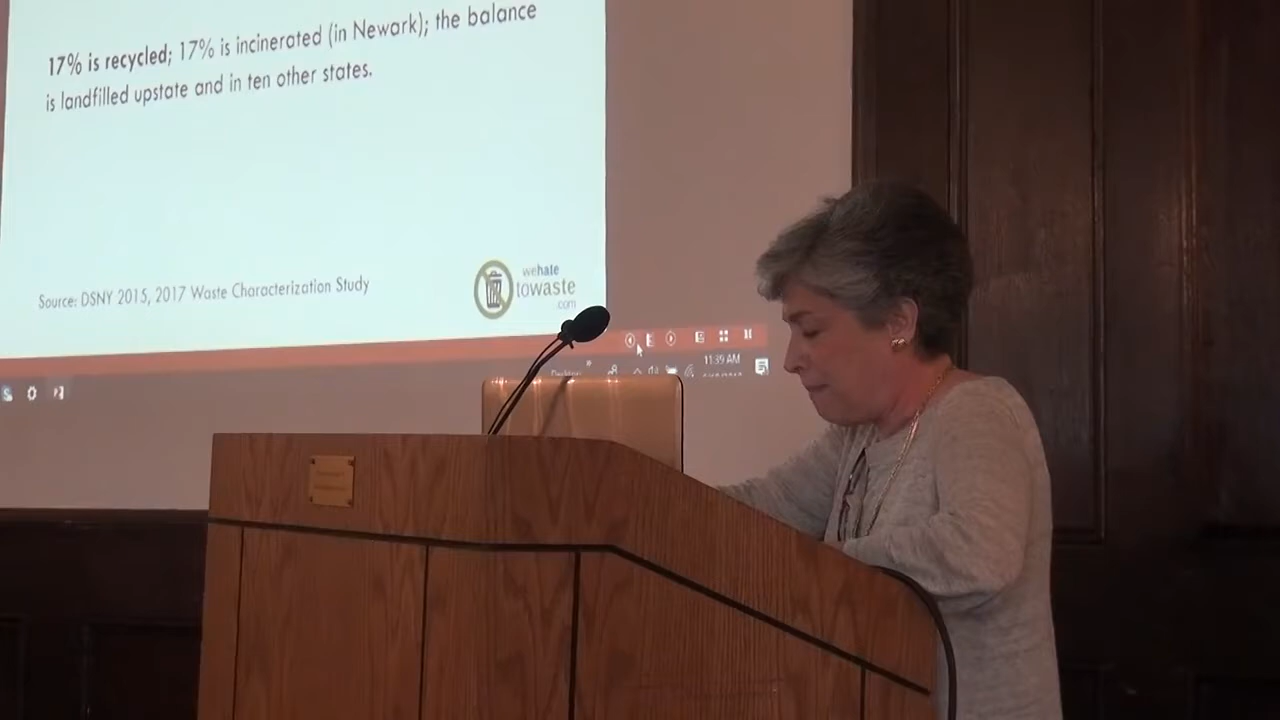 17% is recycled; 17% is incinerated (in Newark); the balance
is landfilled upstate and in ten other states.
Source: DSNY 2015, 2017 Waste Characterization Study
wehate
towaste
.com
11:39 AM